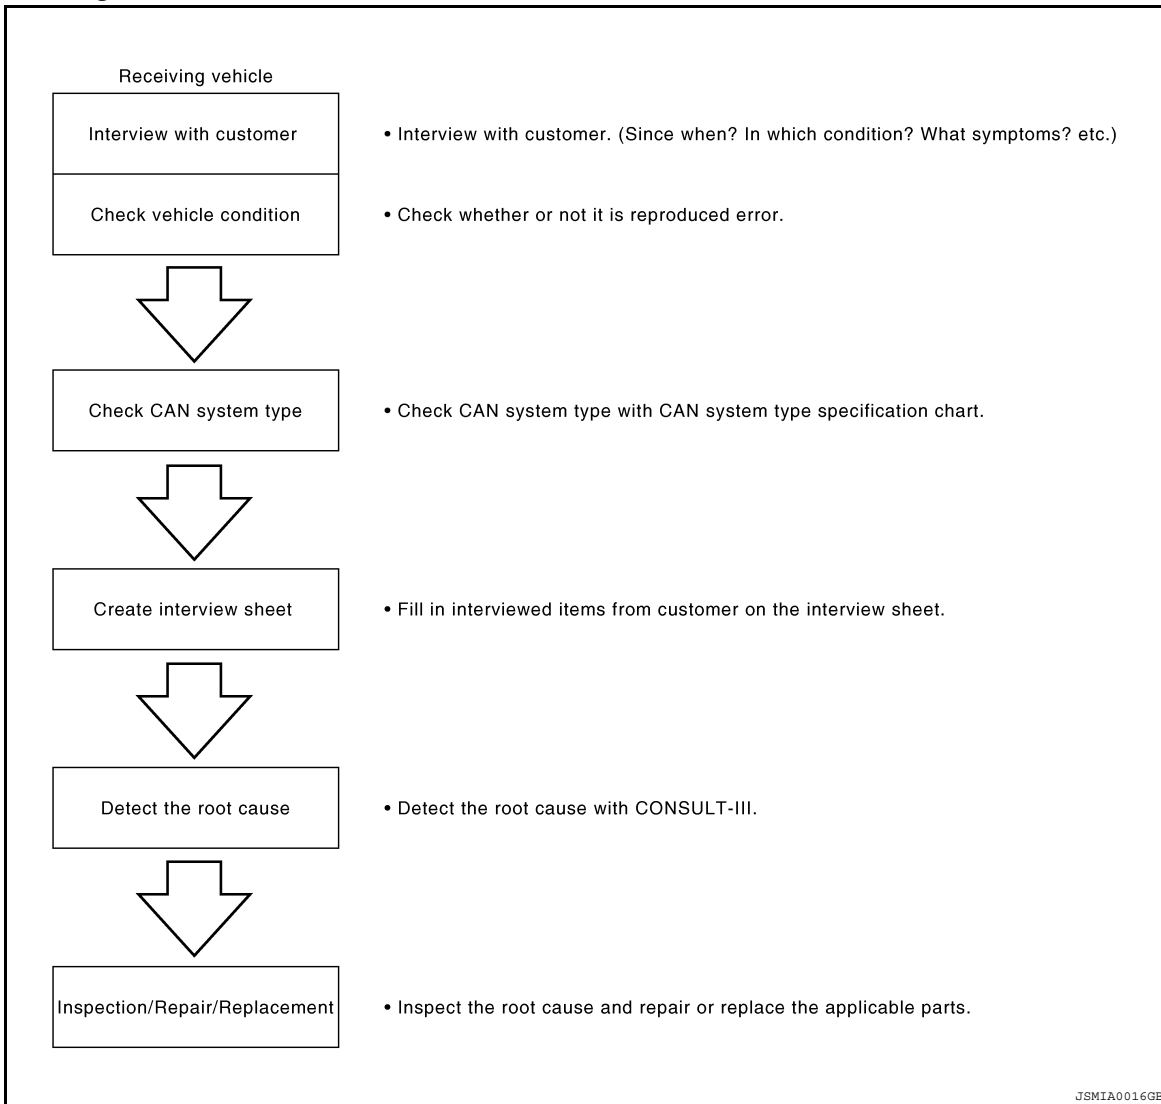 Receiving vehicle
Interview with customer
• Interview with customer. (Since when? In which condition? What symptoms? etc.)
Check vehicle condition
• Check whether or not it is reproduced error.
Check CAN system type
• Check CAN system type with CAN system type specification chart.
Create interview sheet
• Fill in interviewed items from customer on the interview sheet.
Detect the root cause
• Detect the root cause with CONSULT-III.
Inspection/Repair/Replacement
• Inspect the root cause and repair or replace the applicable parts.
JSMIA0016GB